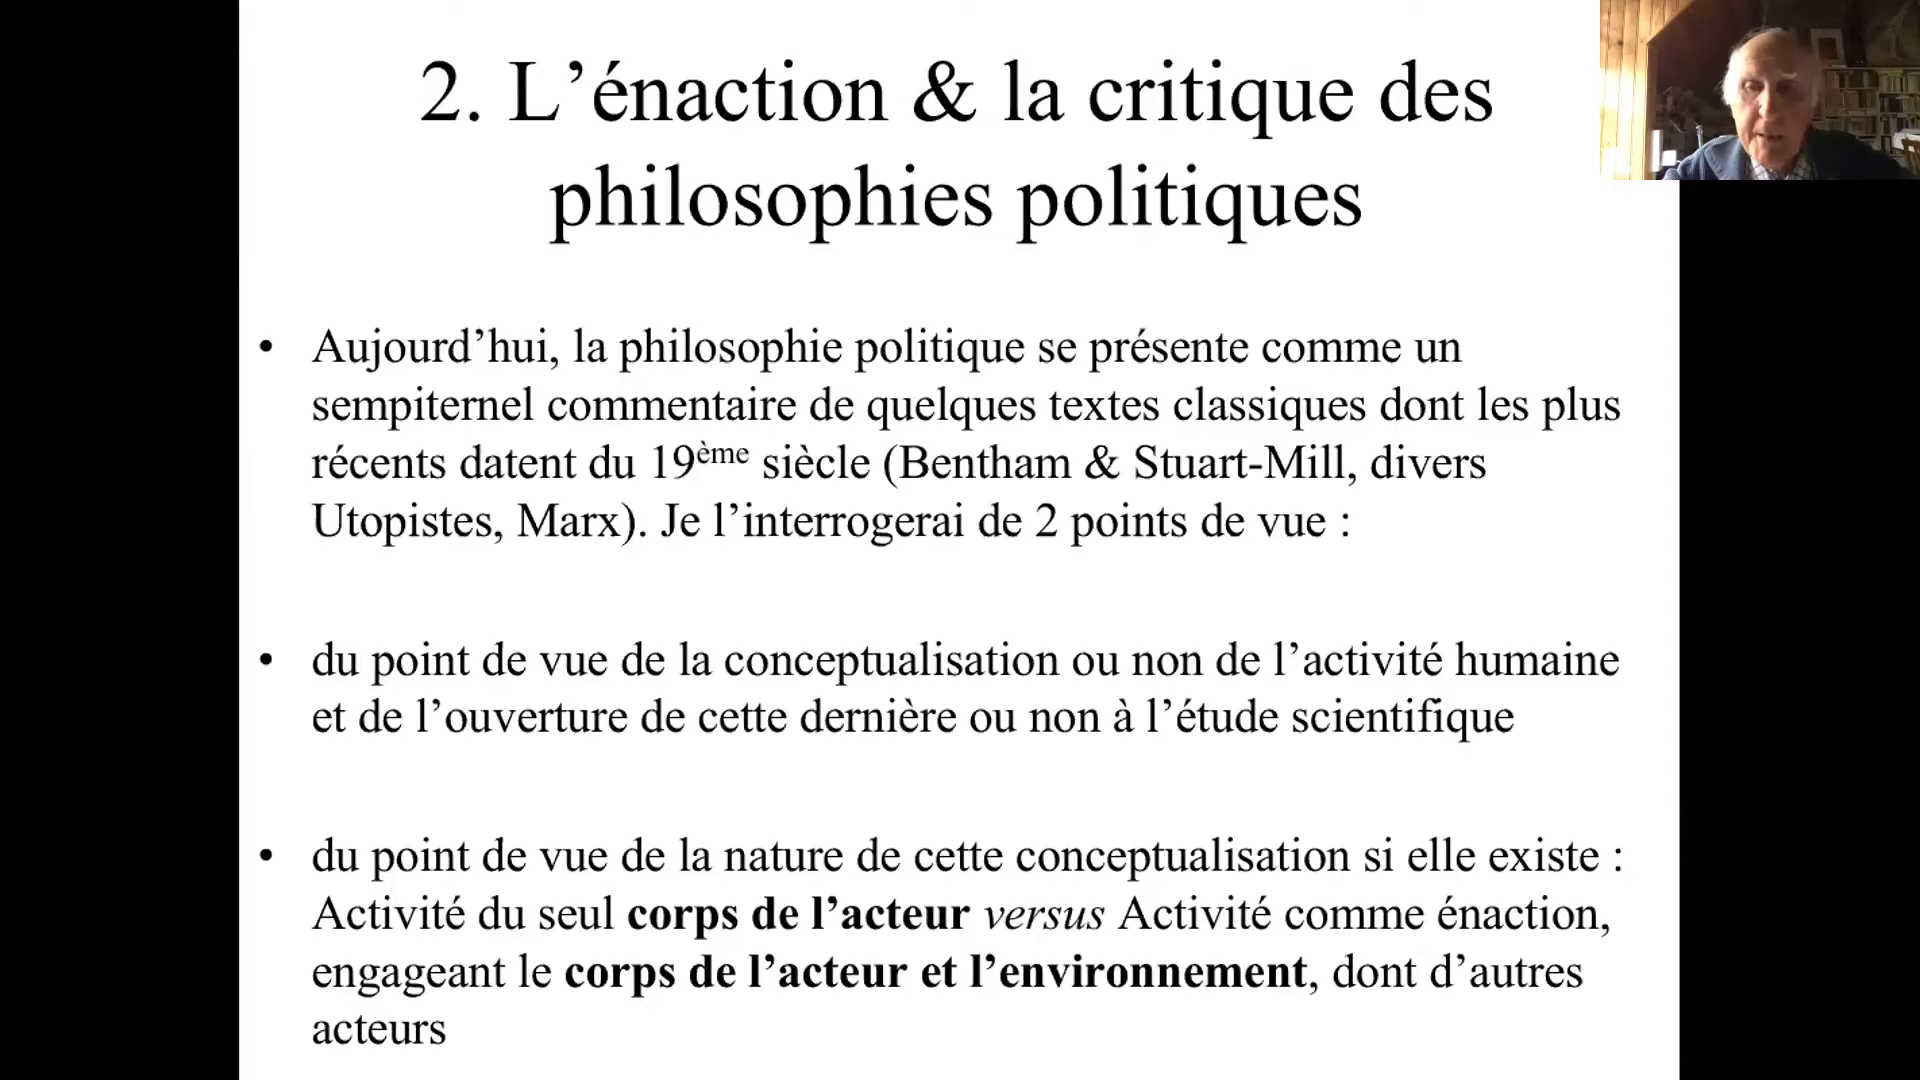 2. L’énaction & la critique des
philosophies politiques
• Aujourd’hui, la philosophie politique se présente comme un
sempiternel commentaire de quelques textes classiques dont les plus
récents datent du 19ème siècle (Bentham & Stuart-Mill, divers
Utopistes, Marx). Je l’interrogerai de 2 points de vue :
• du point de vue de la conceptualisation ou non de l’activité humaine
et de l’ouverture de cette dernière ou non à l’étude scientifique
• du point de vue de la nature de cette conceptualisation si elle existe :
Activité du seul corps de l’acteur versus Activité comme énaction,
engageant le corps de l’acteur et l’environnement, dont d’autres
acteurs